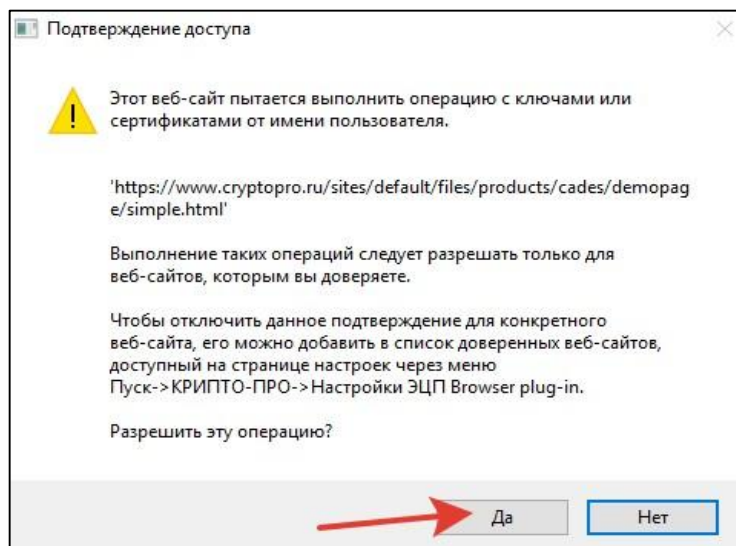 Подтверждение доступа
Этот веб-сайт пытается выполнить операцию с ключами или
сертификатами от имени пользователя.
'https://www.cryptopro.ru/sites/default/files/products/cades/demopag
e/simple.html'
Выполнение таких операций следует разрешать только для
веб-сайтов, которым вы доверяете.
Чтобы отключить данное подтверждение для конкретного
веб-сайта, его можно добавить в список доверенных веб-сайтов,
доступный на странице настроек через меню
Пуск->КРИПТО-ПРО->Настройки ЭЦП Browser plug-in.
Разрешить эту операцию?
Да Нет